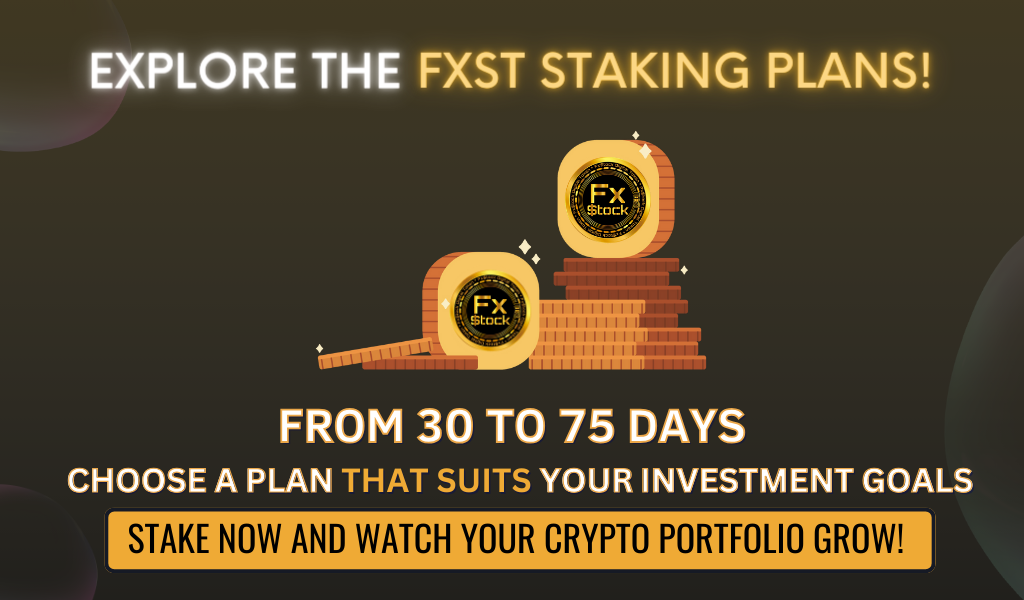 EXPLORE THE FXST STAKING PLANS!
Fx
Stock
Fx
Stock
FROM 30 TO 75 DAYS
CHOOSE A PLAN THAT SUITS YOUR INVESTMENT GOALS
STAKE NOW AND WATCH YOUR CRYPTO PORTFOLIO GROW!